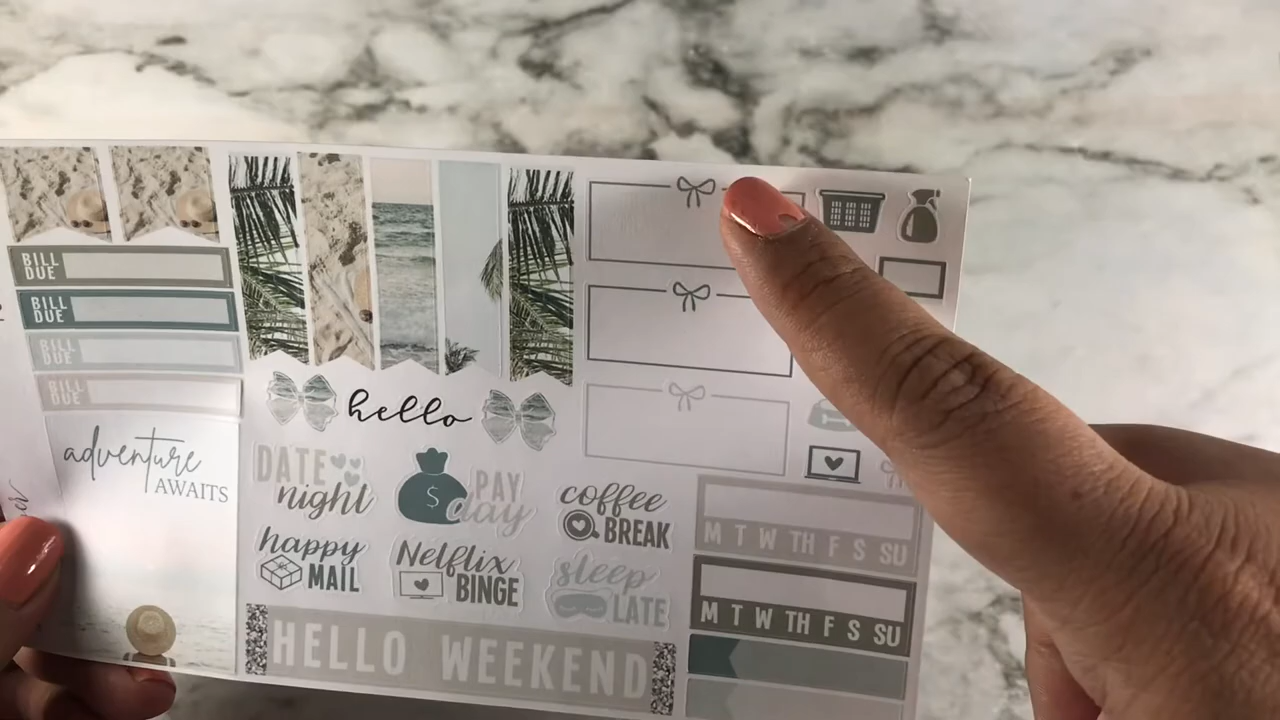 BILL DUE
BILL DUE
BILL DUE
BILL DUE
adventure
AWAITS
hello
DATE
night
$
PAY
day
coffee
BREAK
happy
MAIL
Netflix
BINGE
sleep
LATE
HELLO WEEKEND
M T W TH F S SU
M T W TH F S SU